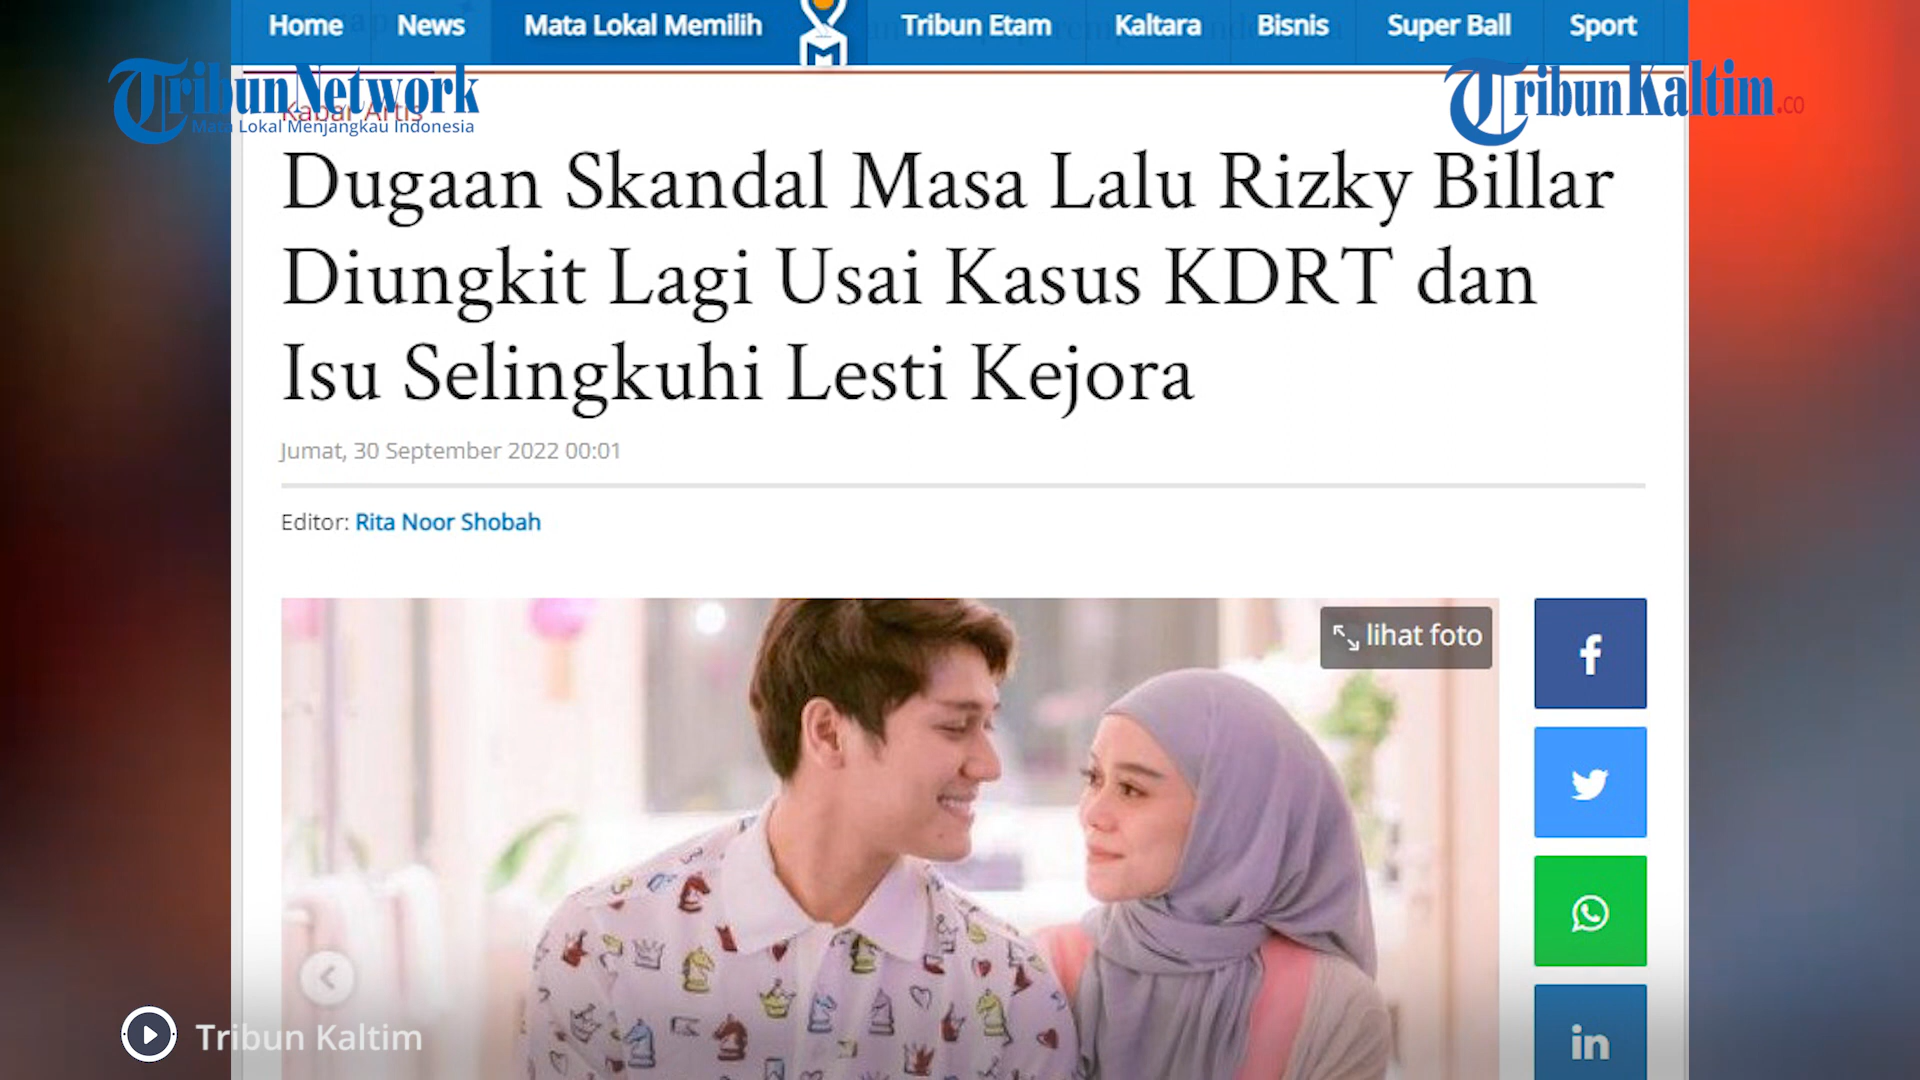 Home News Mata Lokal Memilih M Tribun Etam Kaltara Bisnis Super Ball Sport
TribunNetwork
Mata Lokal Menjangkau Indonesia
Kabar Artis
TribunKaltim.co
Dugaan Skandal Masa Lalu Rizky Billar
Diungkit Lagi Usai Kasus KDRT dan
Isu Selingkuhi Lesti Kejora
Jumat, 30 September 2022 00:01
Editor: Rita Noor Shobah
lihat foto
f
in
Tribun Kaltim